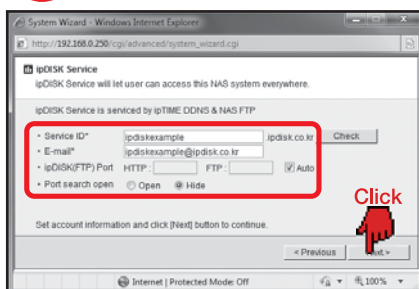 System Wizard - Windows Internet Explorer
http://192.168.0.250/cgi/advanced/system_wizard.cgi
ipDISK Service
ipDISK Service will let user can access this NAS system everywhere.
ipDISK Service is serviced by ipTIME DDNS & NAS FTP
• Service ID* ipdiskexample .ipdisk.co.kr Check
• E-mail* ipdiskexample@ipdisk.co.kr
• ipDISK(FTP) Port HTTP : FTP : Auto
• Port search open Open Hide
Click
Set account information and click [Next] button to continue.
< Previous Next >
Internet | Protected Mode: Off 100%